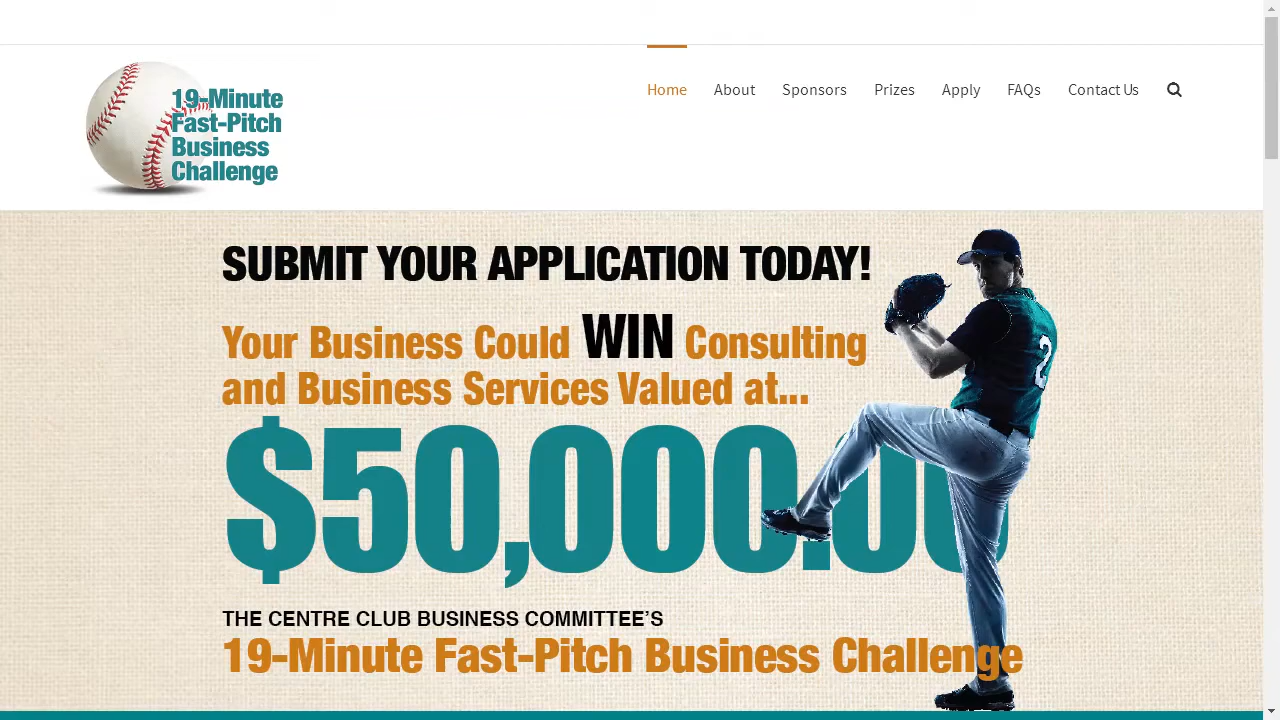 Home About Sponsors Prizes Apply FAQs Contact Us
19-Minute
Fast-Pitch
Business
Challenge
SUBMIT YOUR APPLICATION TODAY!
Your Business Could WIN Consulting
and Business Services Valued at...
$50,000.00
2
THE CENTRE CLUB BUSINESS COMMITTEE'S
19-Minute Fast-Pitch Business Challenge